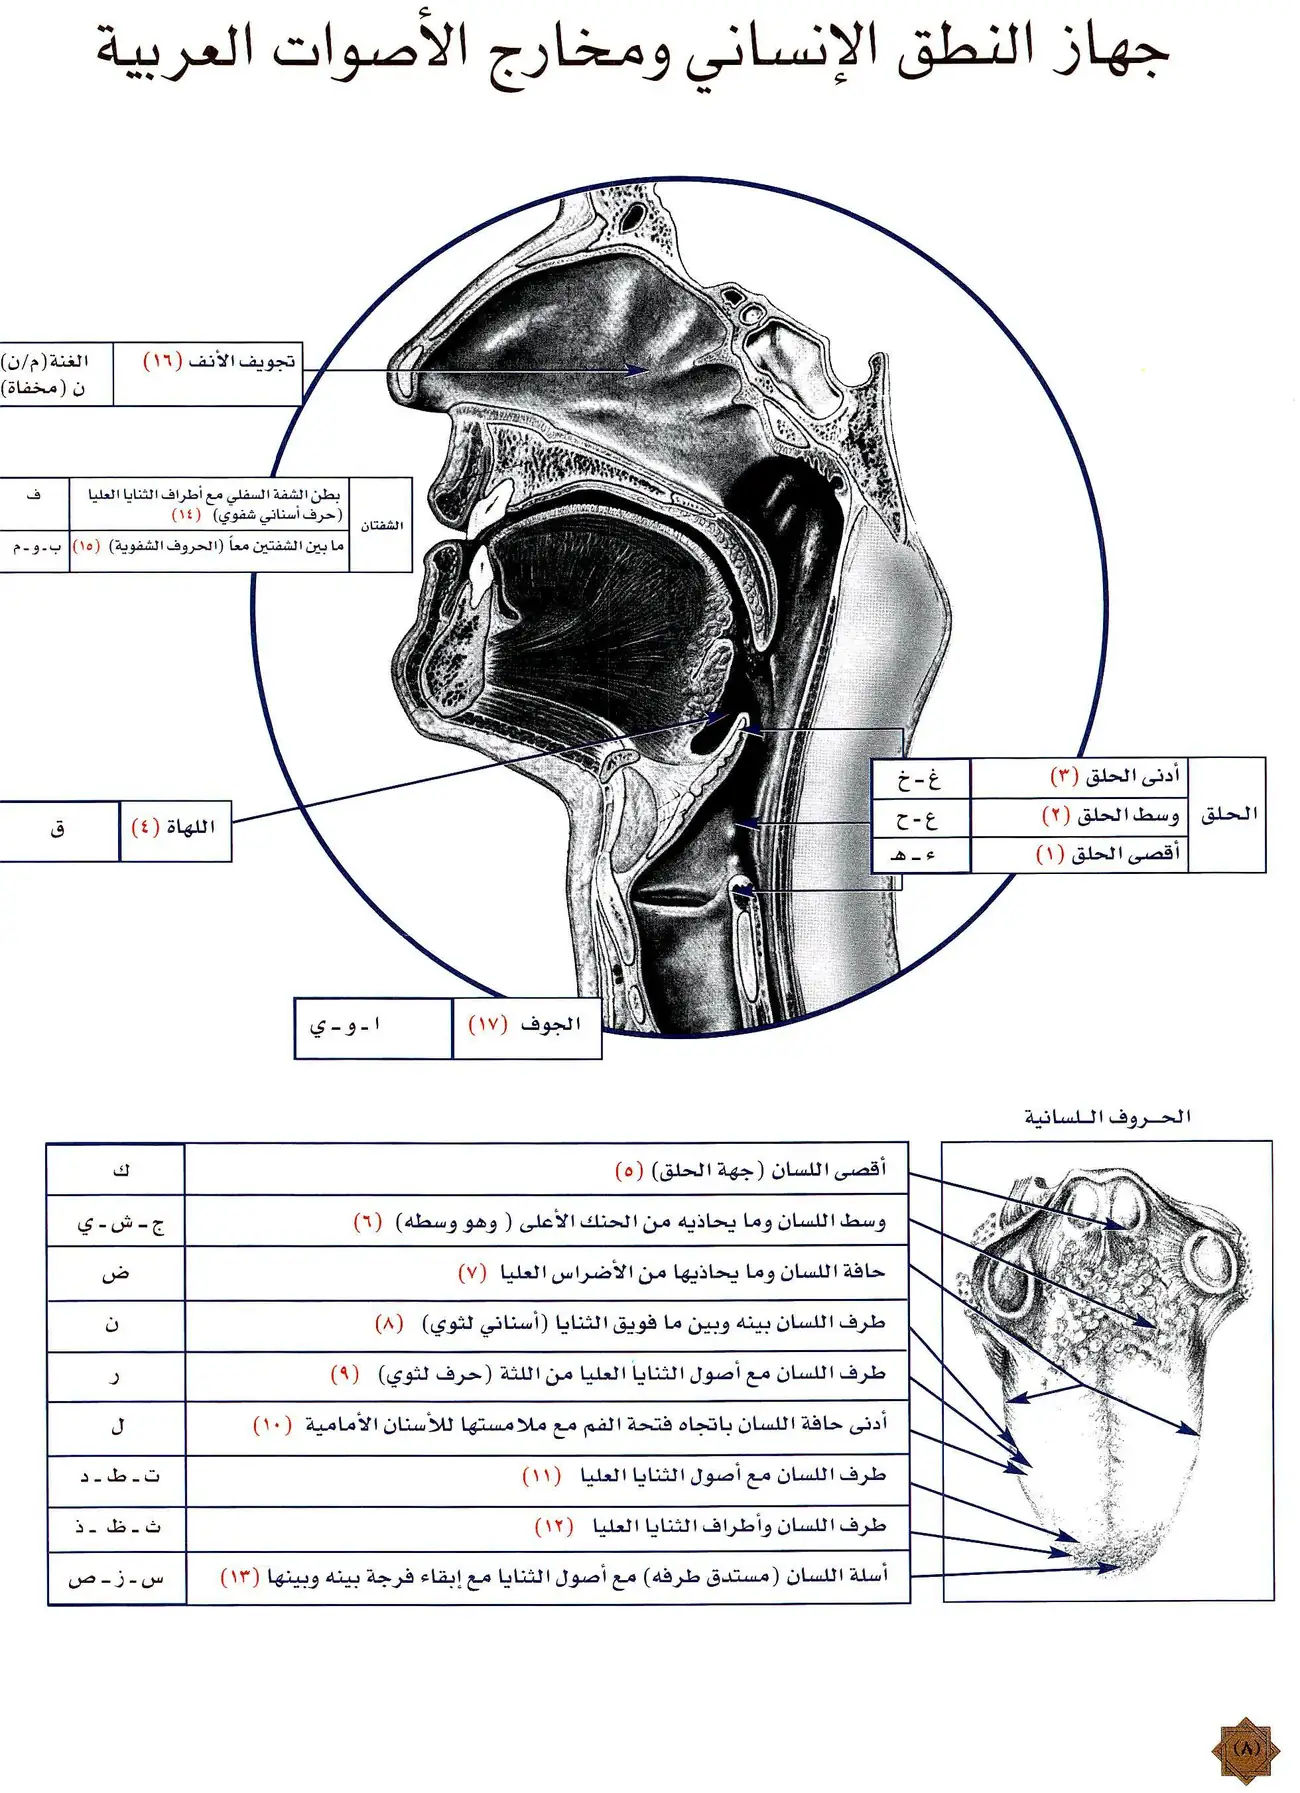 جهاز النطق الإنساني ومخارج الأصوات العربية
تجويف الأنف (١٦)
الغنة (م/ن)
ن (مخفاة)
الشفتان
بطن الشفة السفلي مع أطراف الثنايا العليا
(حرف أسناني شفوي) (١٤)
ف
ما بين الشفتين معاً (الحروف الشفوية) (١٥)
ب - و - م
الحلق
أدنى الحلق (٣)
غ - خ
وسط الحلق (٢)
ع - ح
أقصى الحلق (١)
ء - هـ
اللهاة (٤)
ق
الجوف (١٧)
ا - و - ي
الحروف اللسانية
أقصى اللسان (جهة الحلق) (٥)
ك
وسط اللسان وما يحاذيه من الحنك الأعلى ( وهو وسطه) (٦)
ج - ش - ي
حافة اللسان وما يحاذيها من الأضراس العليا (٧)
ض
طرف اللسان بينه وبين ما فويق الثنايا (أسناني لثوي) (٨)
ن
طرف اللسان مع أصول الثنايا العليا من اللثة (حرف لثوي) (٩)
ر
أدنى حافة اللسان باتجاه فتحة الفم مع ملامستها للأسنان الأمامية (١٠)
ل
طرف اللسان مع أصول الثنايا العليا (١١)
ت - ط - د
طرف اللسان وأطراف الثنايا العليا (١٢)
ث - ظ - ذ
أسلة اللسان (مستدق طرفه) مع أصول الثنايا مع إبقاء فرجة بينه وبينها (١٣)
س - ز - ص
(٨)